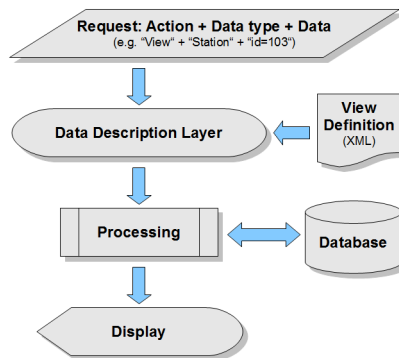 Request: Action + Data type + Data
(e.g. "View" + "Station" + "id=103")
Data Description Layer
View
Definition
(XML)
Processing
Database
Display